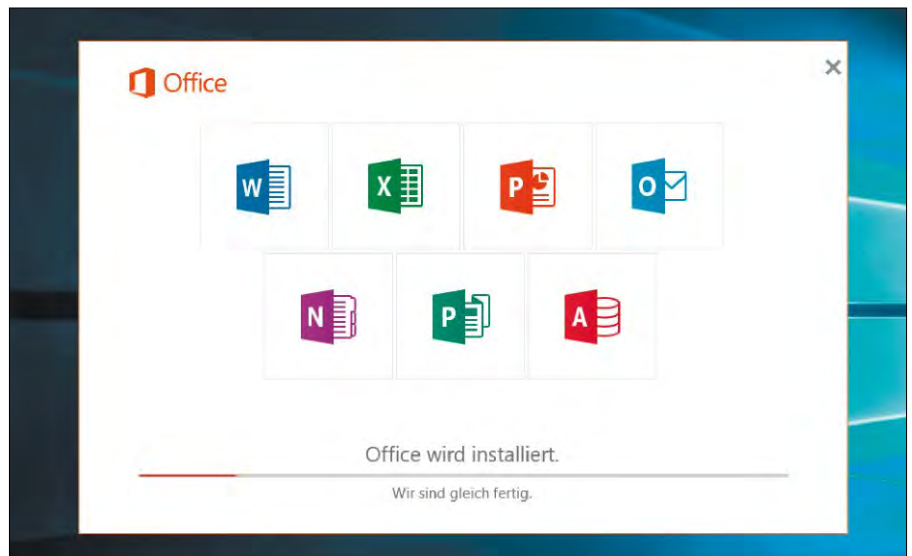 Office
W X P O
N P A
Office wird installiert.
Wir sind gleich fertig.